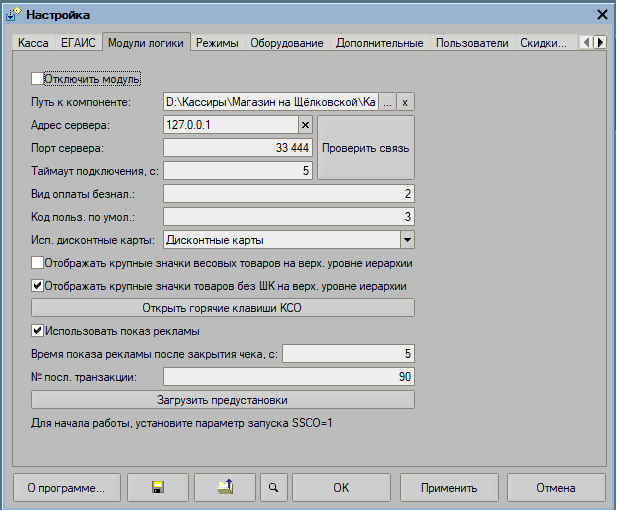 Настройка
Касса ЕГАИС Модули логики Режимы Оборудование Дополнительные Пользователи Скидки...
Отключить модуль
Путь к компоненте: D:\Кассиры\Магазин на Щёлковской\Ка ... x
Адрес сервера: 127.0.0.1
Порт сервера: 33 444 Проверить связь
Таймаут подключения, с: 5
Вид оплаты безнал.: 2
Код польз. по умол.: 3
Исп. дисконтные карты: Дисконтные карты
Отображать крупные значки весовых товаров на верх. уровне иерархии
Отображать крупные значки товаров без ШК на верх. уровне иерархии
Открыть горячие клавиши КСО
Использовать показ рекламы
Время показа рекламы после закрытия чека, с: 5
№ посл. транзакции: 90
Загрузить предустановки
Для начала работы, установите параметр запуска SSCO=1
О программе... OK Применить Отмена